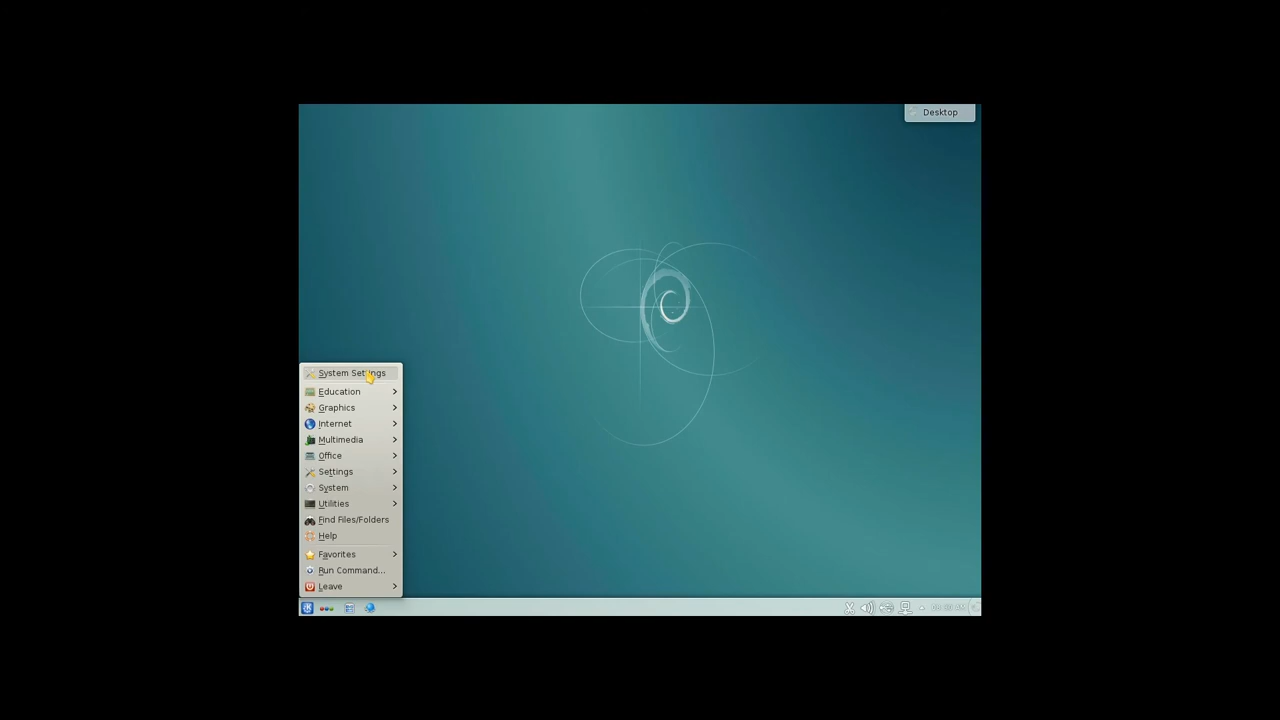 Desktop
System Settings
Education
Graphics
Internet
Multimedia
Office
Settings
System
Utilities
Find Files/Folders
Help
Favorites
Run Command...
Leave